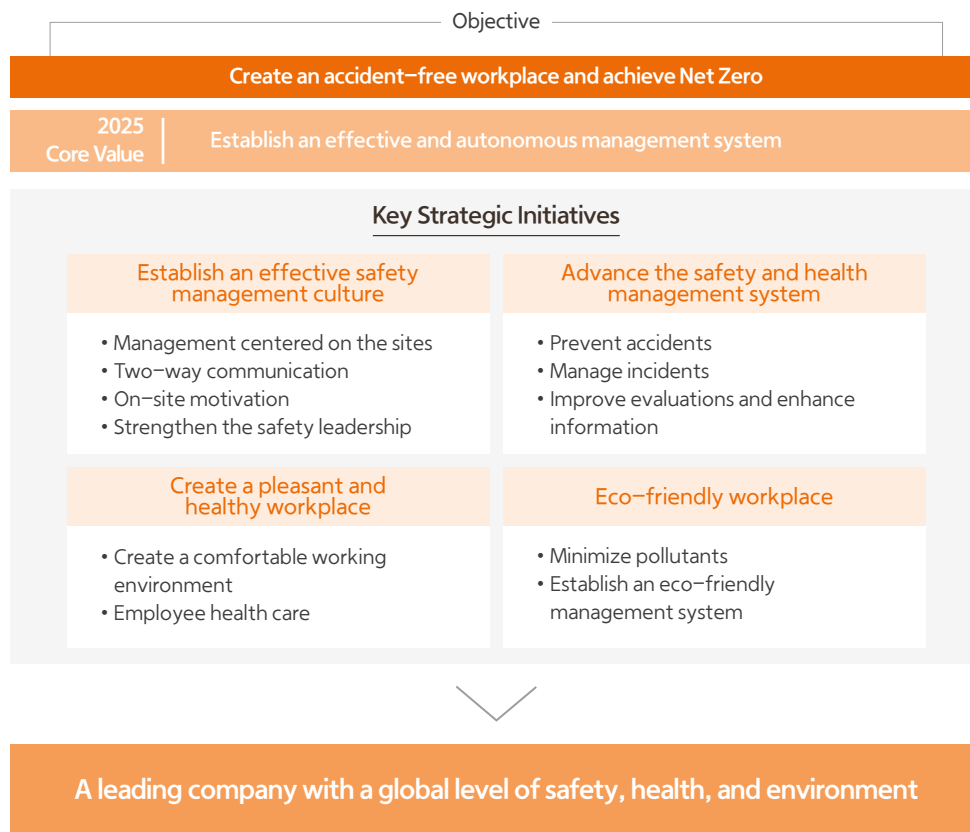 Objective
Create an accident-free workplace and achieve Net Zero
2025
Core Value
Establish an effective and autonomous management system
Key Strategic Initiatives
Establish an effective safety
management culture
• Management centered on the sites
• Two-way communication
• On-site motivation
• Strengthen the safety leadership
Advance the safety and health
management system
• Prevent accidents
• Manage incidents
• Improve evaluations and enhance
information
Create a pleasant and
healthy workplace
• Create a comfortable working
environment
• Employee health care
Eco-friendly workplace
• Minimize pollutants
• Establish an eco-friendly
management system
A leading company with a global level of safety, health, and environment